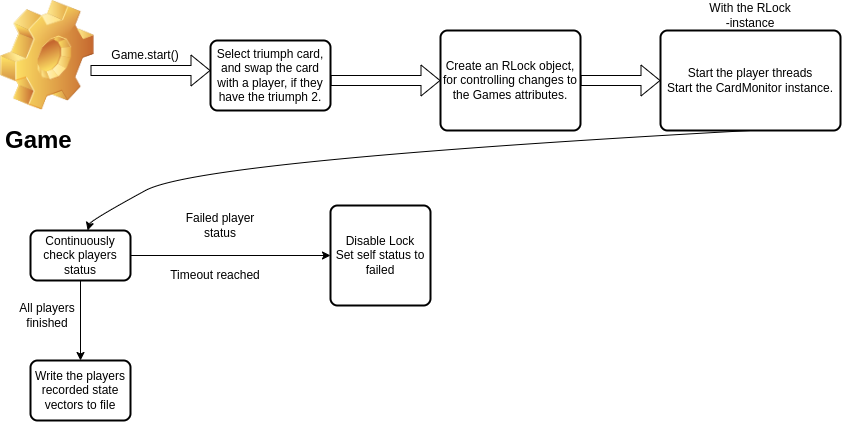 With the RLock
-instance
Game.start()
Select triumph card,
and swap the card
with a player, if they
have the triumph 2.
Create an RLock object,
for controlling changes to
the Games attributes.
Start the player threads
Start the CardMonitor instance.
Game
Continuously
check players
status
Failed player
status
Timeout reached
Disable Lock
Set self status to
failed
All players
finished
Write the players
recorded state
vectors to file